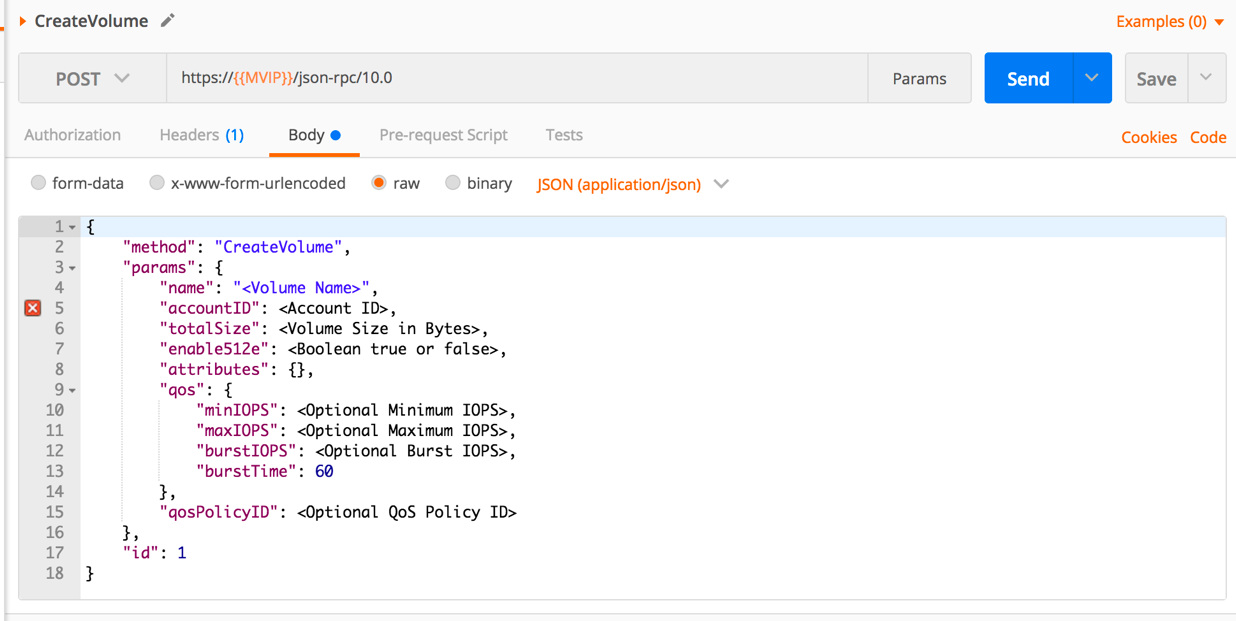 CreateVolume
Examples (0)
POST
https://{{MVIP}}/json-rpc/10.0
Params
Send
Save
Authorization
Headers (1)
Body
Pre-request Script
Tests
Cookies
Code
form-data
x-www-form-urlencoded
raw
binary
JSON (application/json)
1 {
2 "method": "CreateVolume",
3 "params": {
4 "name": "<Volume Name>",
5 "accountID": <Account ID>,
6 "totalSize": <Volume Size in Bytes>,
7 "enable512e": <Boolean true or false>,
8 "attributes": {},
9 "qos": {
10 "minIOPS": <Optional Minimum IOPS>,
11 "maxIOPS": <Optional Maximum IOPS>,
12 "burstIOPS": <Optional Burst IOPS>,
13 "burstTime": 60
14 },
15 "qosPolicyID": <Optional QoS Policy ID>
16 },
17 "id": 1
18 }